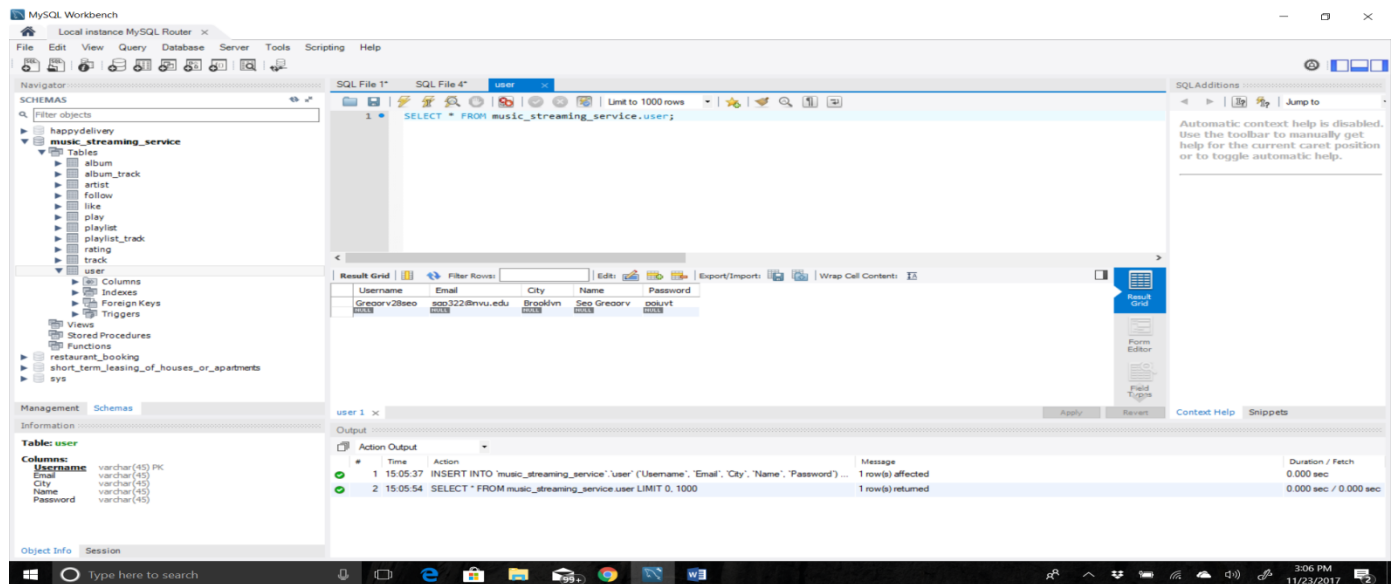 MySQL Workbench
Local instance MySQL Router ×
File Edit View Query Database Server Tools Scripting Help
Navigator
SCHEMAS
Filter objects
happydelivery
music_streaming_service
Tables
album
album_track
artist
follow
like
play
playlist
playlist_track
rating
track
user
Columns
Indexes
Foreign Keys
Triggers
Views
Stored Procedures
Functions
restaurant_booking
short_term_leasing_of_houses_or_apartments
sys
Management Schemas
Information
Table: user
Columns:
Username varchar(45) PK
Email varchar(45)
City varchar(45)
Name varchar(45)
Password varchar(45)
Object Info Session
SQL File 1* SQL File 4* user ×
Limit to 1000 rows
1 SELECT * FROM music_streaming_service.user;
Result Grid Filter Rows: Edit: Export/Import: Wrap Cell Content:
Username Email City Name Password
Gregory28seo sgp322@nyu.edu Brooklyn Seo Gregory poiuyt
NULL NULL NULL NULL NULL
Result Grid
Form Editor
Field Types
user 1 × Apply Revert
Output
Action Output
# Time Action Message Duration / Fetch
1 15:05:37 INSERT INTO `music_streaming_service`.`user` (`Username`, `Email`, `City`, `Name`, `Password`) ... 1 row(s) affected 0.000 sec
2 15:05:54 SELECT * FROM music_streaming_service.user LIMIT 0, 1000 1 row(s) returned 0.000 sec / 0.000 sec
SQLAdditions
Jump to
Automatic context help is disabled.
Use the toolbar to manually get
help for the current caret position
or to toggle automatic help.
Context Help Snippets
Type here to search
99+
3:06 PM
11/23/2017